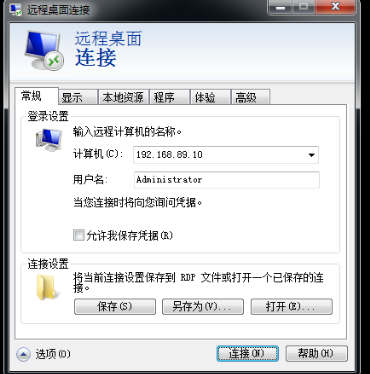 远程桌面连接
远程桌面
连接
常规 显示 本地资源 程序 体验 高级
登录设置
输入远程计算机的名称。
计算机(C): 192.168.89.10
用户名: Administrator
当您连接时将向您询问凭据。
允许我保存凭据(R)
连接设置
将当前连接设置保存到 RDP 文件或打开一个已保存的连
接。
保存(S) 另存为(V)... 打开(E)...
选项(O) 连接(N) 帮助(H)